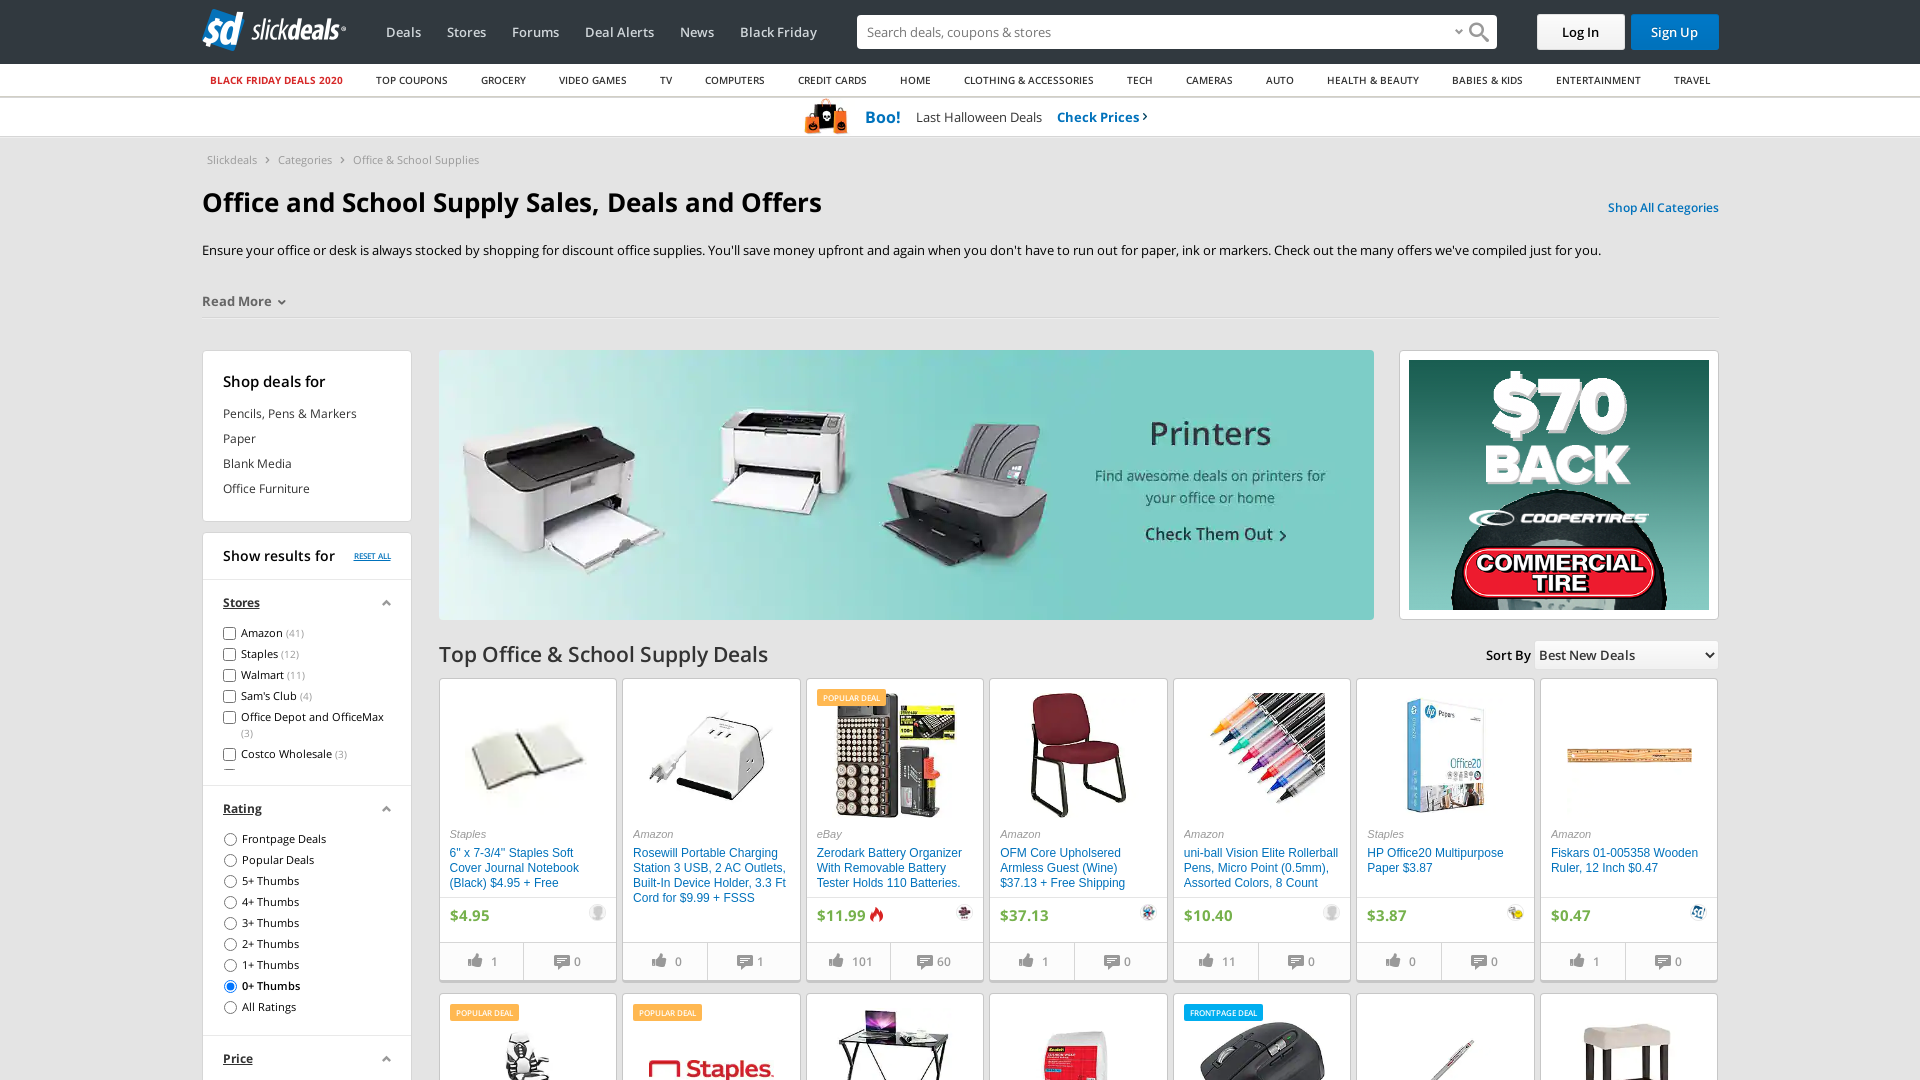 sd slickdeals
Deals
Stores
Forums
Deal Alerts
News
Black Friday
Search deals, coupons & stores
Log In
Sign Up
BLACK FRIDAY DEALS 2020
TOP COUPONS
GROCERY
VIDEO GAMES
TV
COMPUTERS
CREDIT CARDS
HOME
CLOTHING & ACCESSORIES
TECH
CAMERAS
AUTO
HEALTH & BEAUTY
BABIES & KIDS
ENTERTAINMENT
TRAVEL
Boo! Last Halloween Deals Check Prices
Slickdeals > Categories > Office & School Supplies
Office and School Supply Sales, Deals and Offers
Shop All Categories
Ensure your office or desk is always stocked by shopping for discount office supplies. You'll save money upfront and again when you don't have to run out for paper, ink or markers. Check out the many offers we've compiled just for you.
Read More
Shop deals for
Pencils, Pens & Markers
Paper
Blank Media
Office Furniture
Show results for
RESET ALL
Stores
Amazon (41)
Staples (12)
Walmart (11)
Sam's Club (4)
Office Depot and OfficeMax
(3)
Costco Wholesale (3)
Rating
Frontpage Deals
Popular Deals
5+ Thumbs
4+ Thumbs
3+ Thumbs
2+ Thumbs
1+ Thumbs
0+ Thumbs
All Ratings
Price
Printers
Find awesome deals on printers for
your office or home
Check Them Out
$70
BACK
COOPERTIRES
COMMERCIAL
TIRE
Top Office & School Supply Deals
Sort By Best New Deals
Staples
6" x 7-3/4" Staples Soft
Cover Journal Notebook
(Black) $4.95 + Free
$4.95
1
0
Amazon
Rosewill Portable Charging
Station 3 USB, 2 AC Outlets,
Built-In Device Holder, 3.3 Ft
Cord for $9.99 + FSSS
0
1
POPULAR DEAL
eBay
Zerodark Battery Organizer
With Removable Battery
Tester Holds 110 Batteries.
$11.99
101
60
Amazon
OFM Core Upholsered
Armless Guest (Wine)
$37.13 + Free Shipping
$37.13
1
0
Amazon
uni-ball Vision Elite Rollerball
Pens, Micro Point (0.5mm),
Assorted Colors, 8 Count
$10.40
11
0
hp Papers
Office20
Staples
HP Office20 Multipurpose
Paper $3.87
$3.87
0
0
Amazon
Fiskars 01-005358 Wooden
Ruler, 12 Inch $0.47
$0.47
1
0
POPULAR DEAL
POPULAR DEAL
Staples
Scotch
FRONTPAGE DEAL